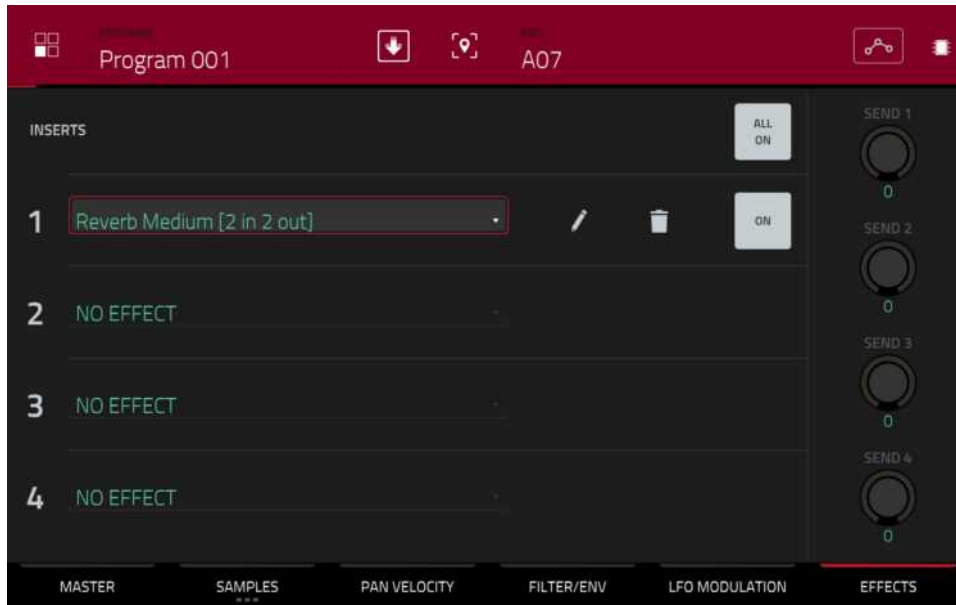 Program 001
A07
INSERTS
ALL
ON
SEND 1
0
1 Reverb Medium [2 in 2 out]
ON
SEND 2
0
2 NO EFFECT
SEND 3
0
3 NO EFFECT
SEND 4
0
4 NO EFFECT
MASTER SAMPLES PAN VELOCITY FILTER/ENV LFO MODULATION EFFECTS